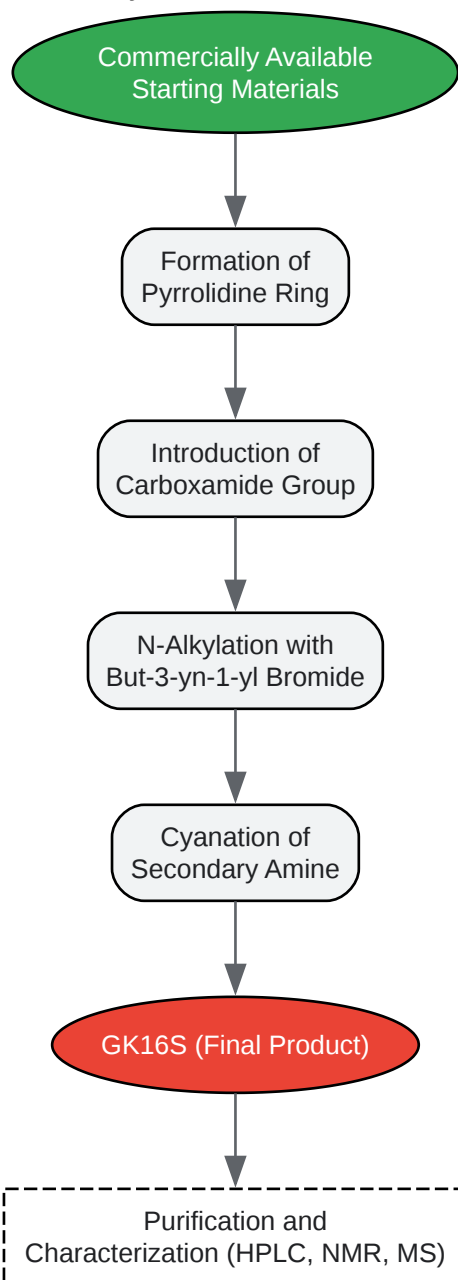 Commercially Available
Starting Materials
Formation of
Pyrrolidine Ring
Introduction of
Carboxamide Group
N-Alkylation with
But-3-yn-1-yl Bromide
Cyanation of
Secondary Amine
GK16S (Final Product)
Purification and
Characterization (HPLC, NMR, MS)